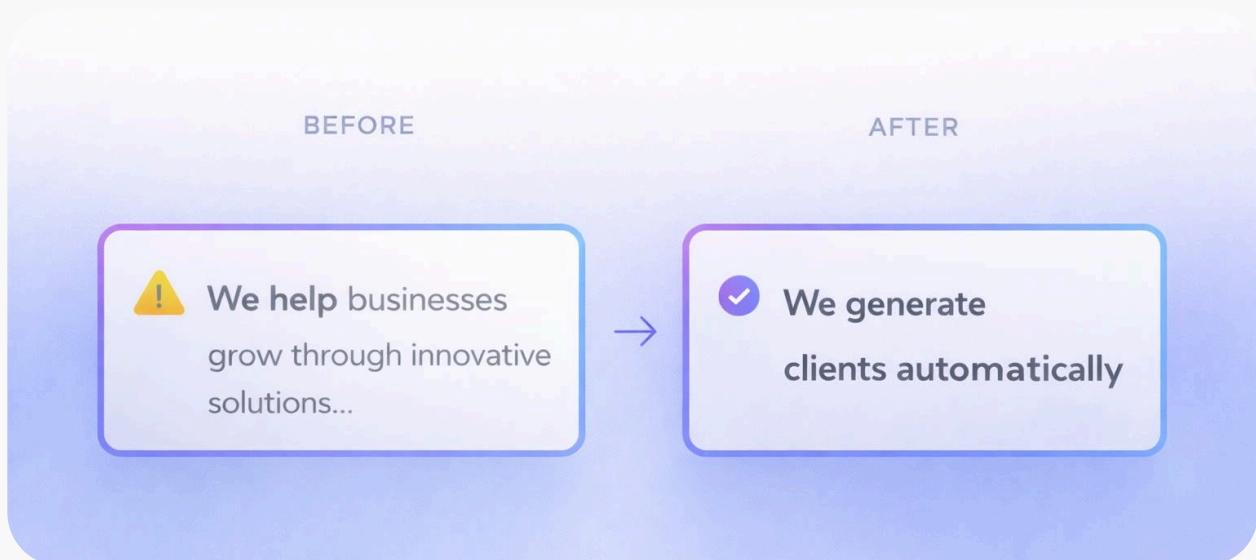 BEFORE
AFTER
We help businesses
grow through innovative
solutions...
We generate
clients automatically